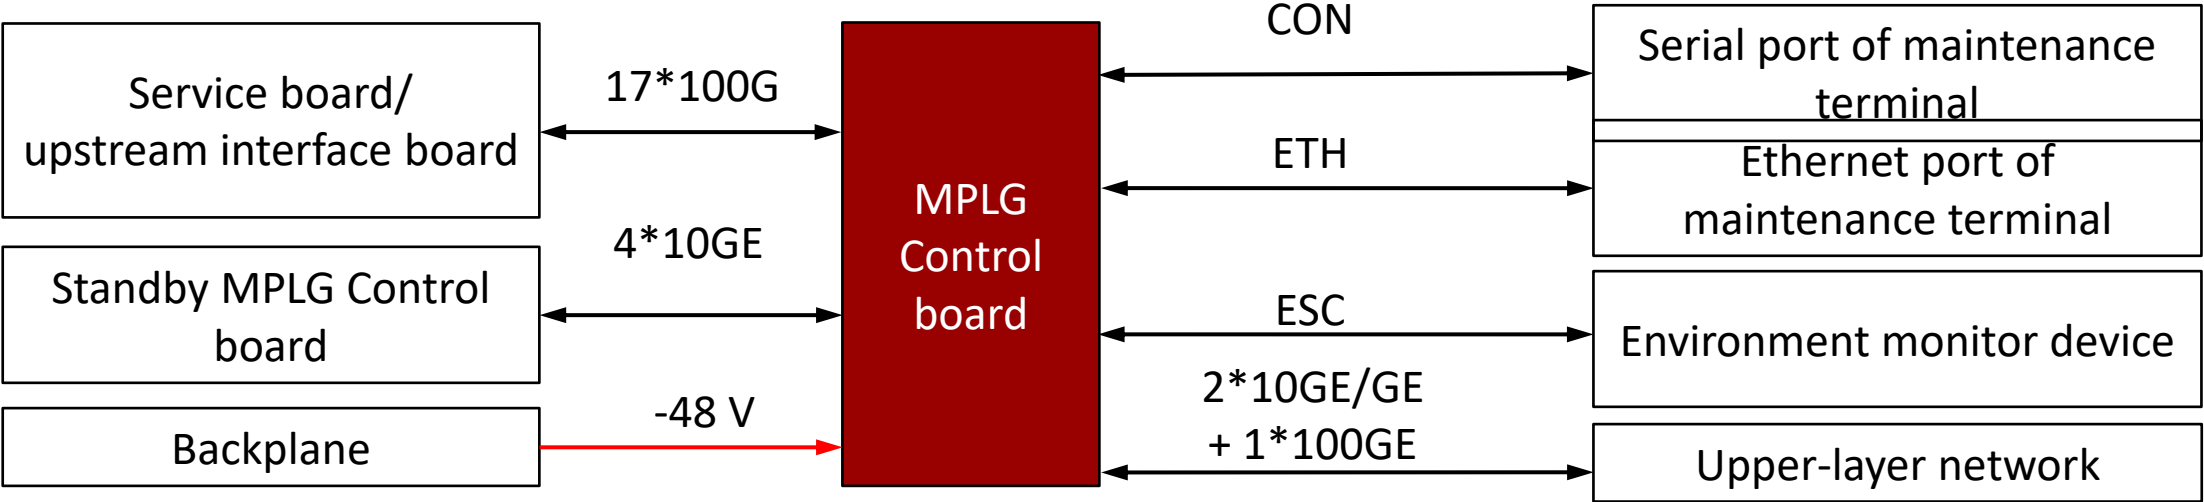 Service board/
upstream interface board
17*100G
Standby MPLG Control
board
4*10GE
Backplane
-48 V
MPLG
Control
board
CON
Serial port of maintenance
terminal
ETH
Ethernet port of
maintenance terminal
ESC
Environment monitor device
2*10GE/GE
+ 1*100GE
Upper-layer network